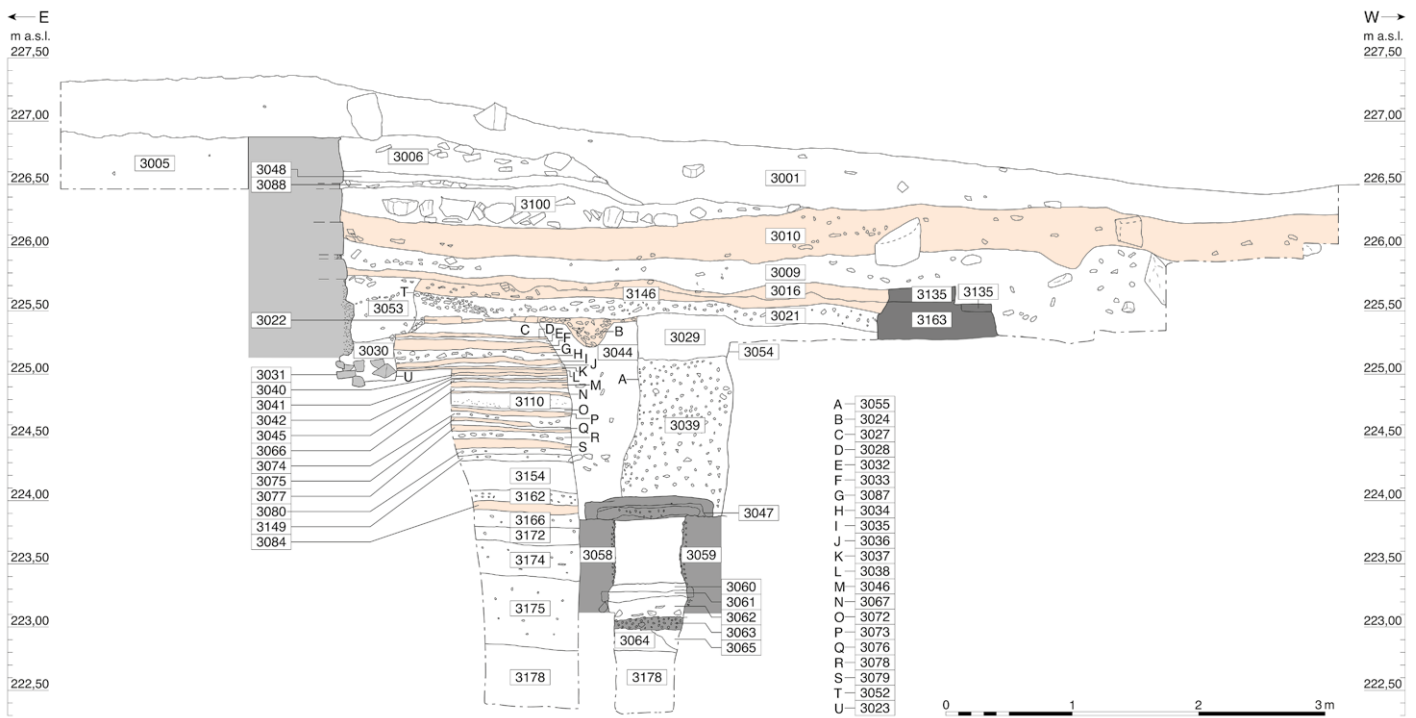 E W
m a.s.l. m a.s.l.
227,50 227,50
227,00 227,00
3005 3006
3048
3088
226,50 3001 226,50
3100
226,00 3010 226,00
3009
T 3053 3146 3016 3135 3135
225,50 3021 3163 225,50
3022 C D E F B 3029
3030 G H I J 3044 3054
225,00 225,00
3031 U K L M A
3040 3110 N
3041 O
3042 P 3039
3045 Q
224,50 R 224,50
3066 S
3074
3075 3154
3077
224,00 3162 224,00
3080
3149 3166 3047
3084 3172
223,50 3174 3058 3059 223,50
3060
3175 3061
3062
223,00 3063 223,00
3064 3065
3178 3178
222,50 222,50
A 3055
B 3024
C 3027
D 3028
E 3032
F 3033
G 3087
H 3034
I 3035
J 3036
K 3037
L 3038
M 3046
N 3067
O 3072
P 3073
Q 3076
R 3078
S 3079
T 3052
U 3023
0 1 2 3 m